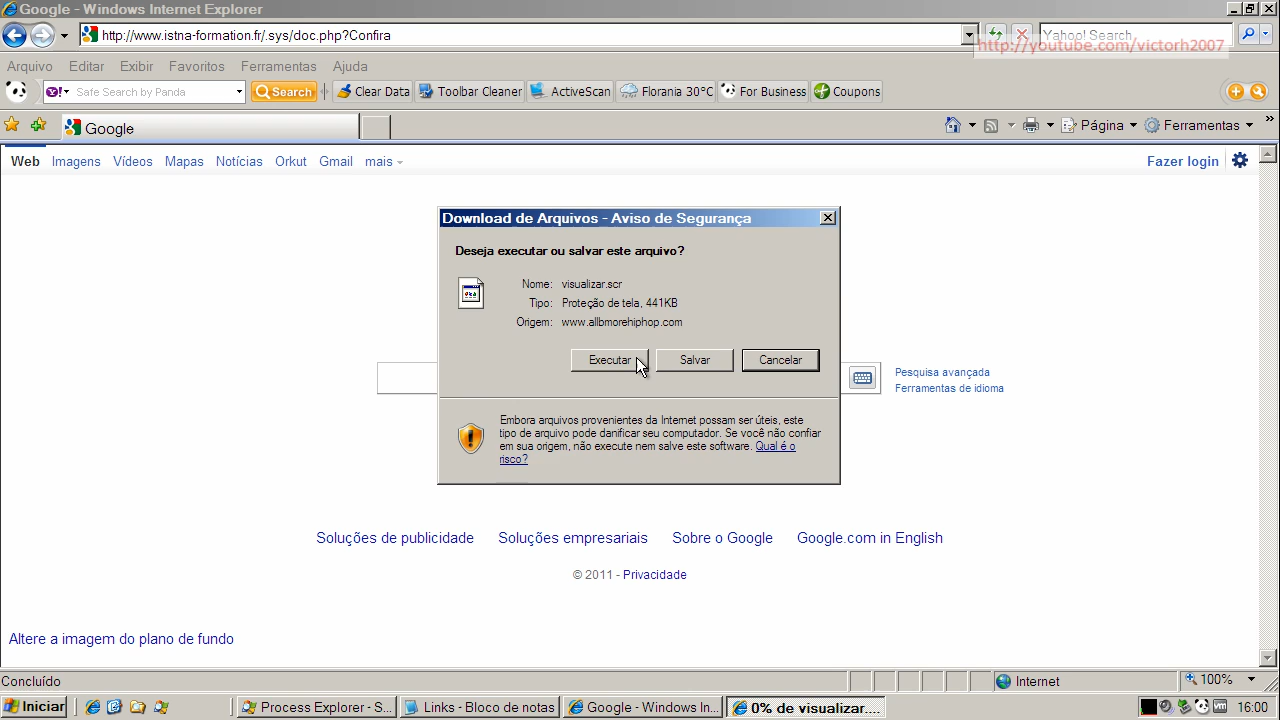 Google - Windows Internet Explorer
http://www.istna-formation.fr/.sys/doc.php?Confira
Yahoo! Search
http://youtube.com/victorh2007
Arquivo Editar Exibir Favoritos Ferramentas Ajuda
Y! Safe Search by Panda Search Clear Data Toolbar Cleaner ActiveScan Florania 30°C For Business Coupons
Google
Página Ferramentas
Web Imagens Vídeos Mapas Notícias Orkut Gmail mais
Fazer login
Download de Arquivos - Aviso de Segurança
Deseja executar ou salvar este arquivo?
Nome: visualizar.scr
Tipo: Proteção de tela, 441KB
Origem: www.allbmorehiphop.com
Executar Salvar Cancelar
Pesquisa avançada
Ferramentas de idioma
Embora arquivos provenientes da Internet possam ser úteis, este
tipo de arquivo pode danificar seu computador. Se você não confiar
em sua origem, não execute nem salve este software. Qual é o
risco?
Soluções de publicidade Soluções empresariais Sobre o Google Google.com in English
© 2011 - Privacidade
Altere a imagem do plano de fundo
Concluído
Internet
100%
Iniciar
Process Explorer - S...
Links - Bloco de notas
Google - Windows In...
0% de visualizar....
16:00